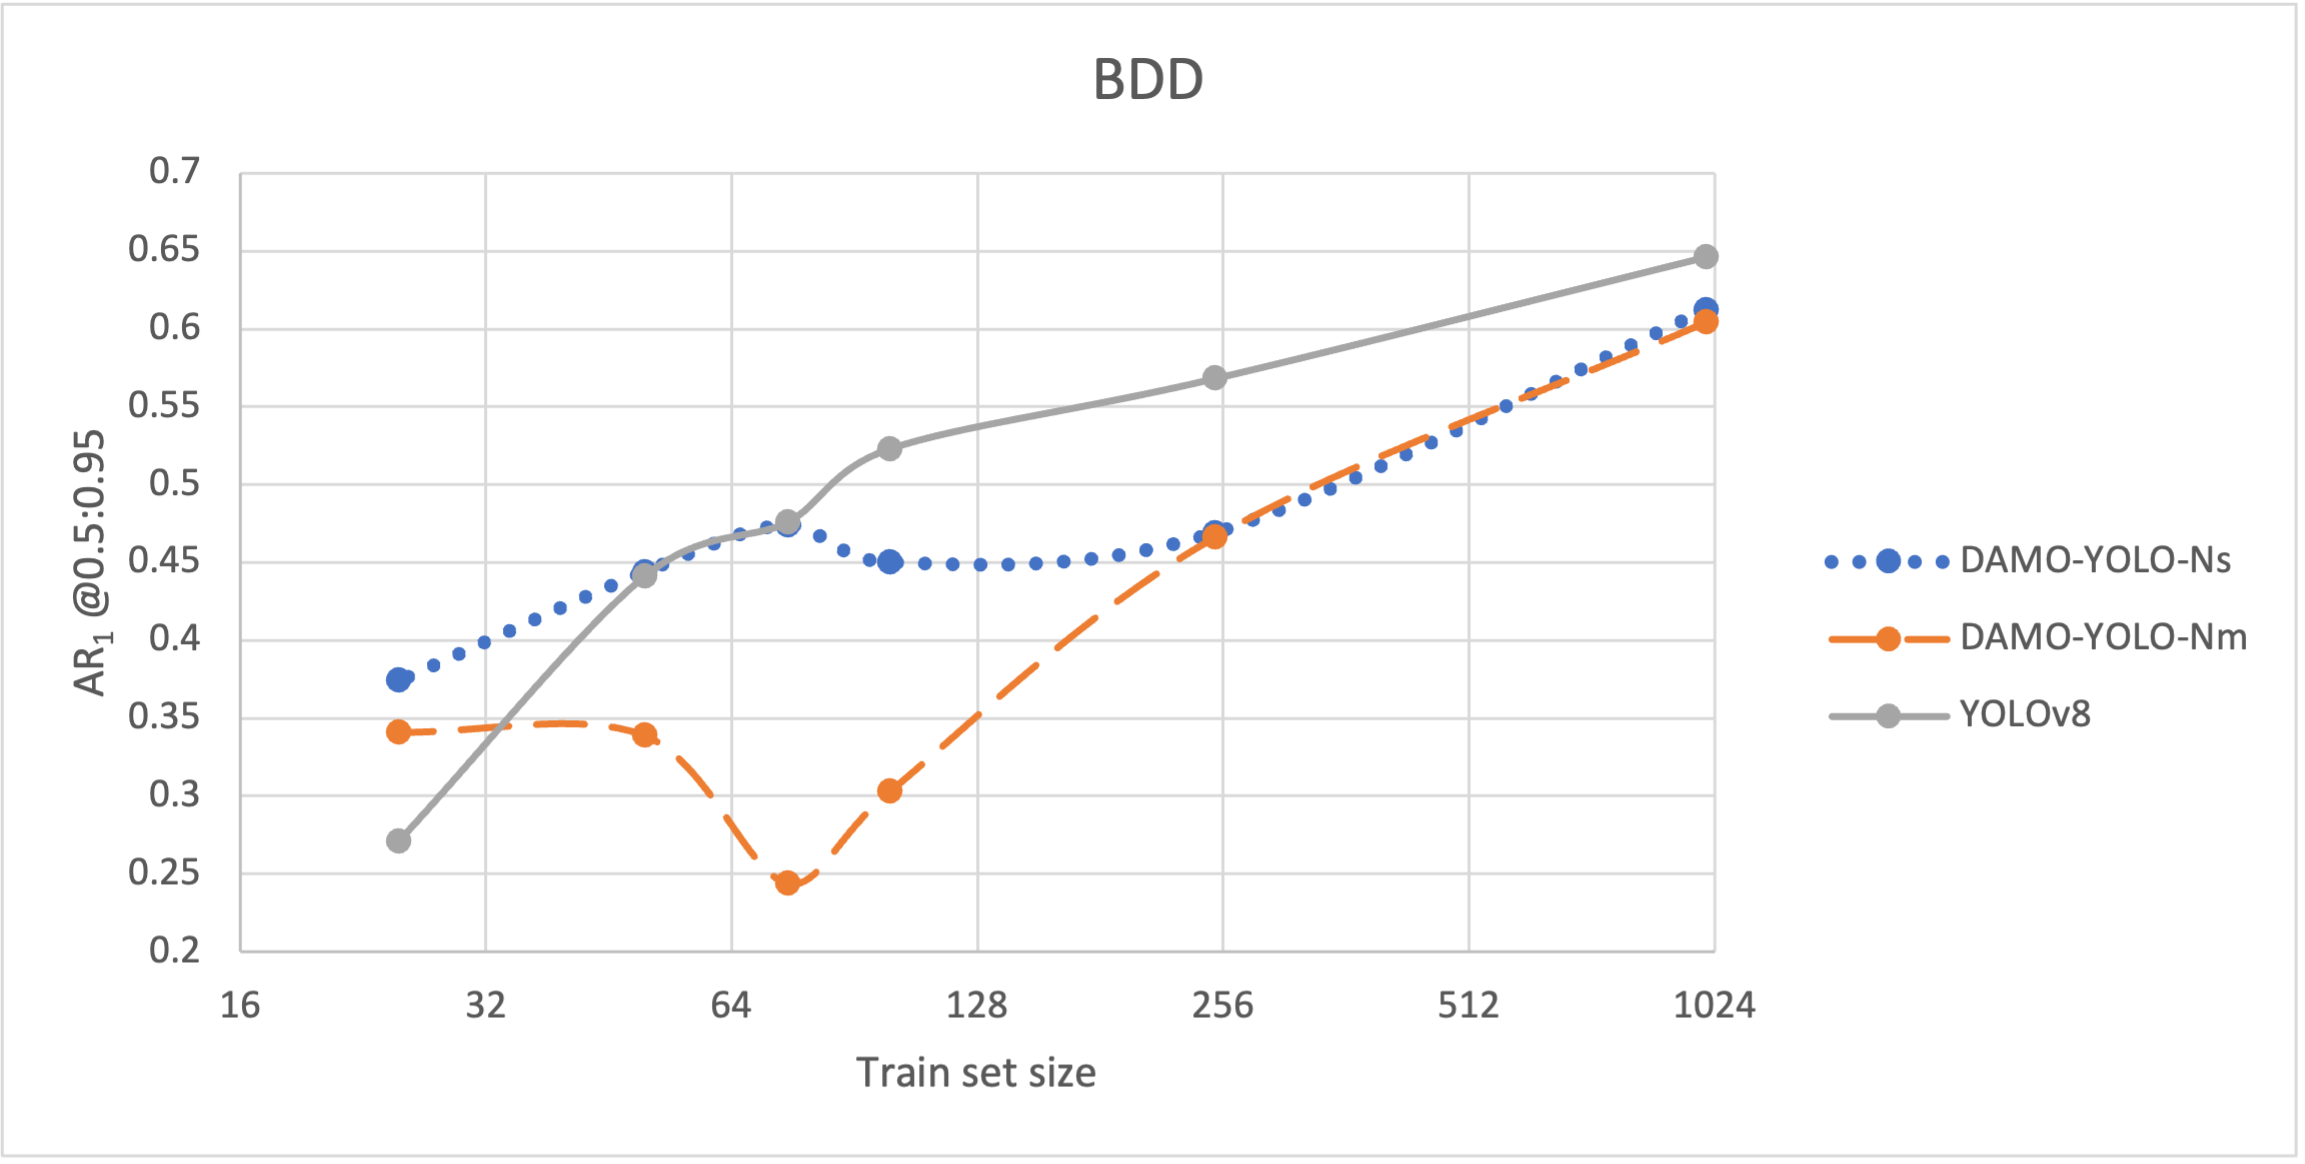 BDD
0.7
0.65
0.6
0.55
0.5
0.45
0.4
0.35
0.3
0.25
0.2
AR₁ @0.5:0.95
16 32 64 128 256 512 1024
Train set size
DAMO-YOLO-Ns
DAMO-YOLO-Nm
YOLOv8